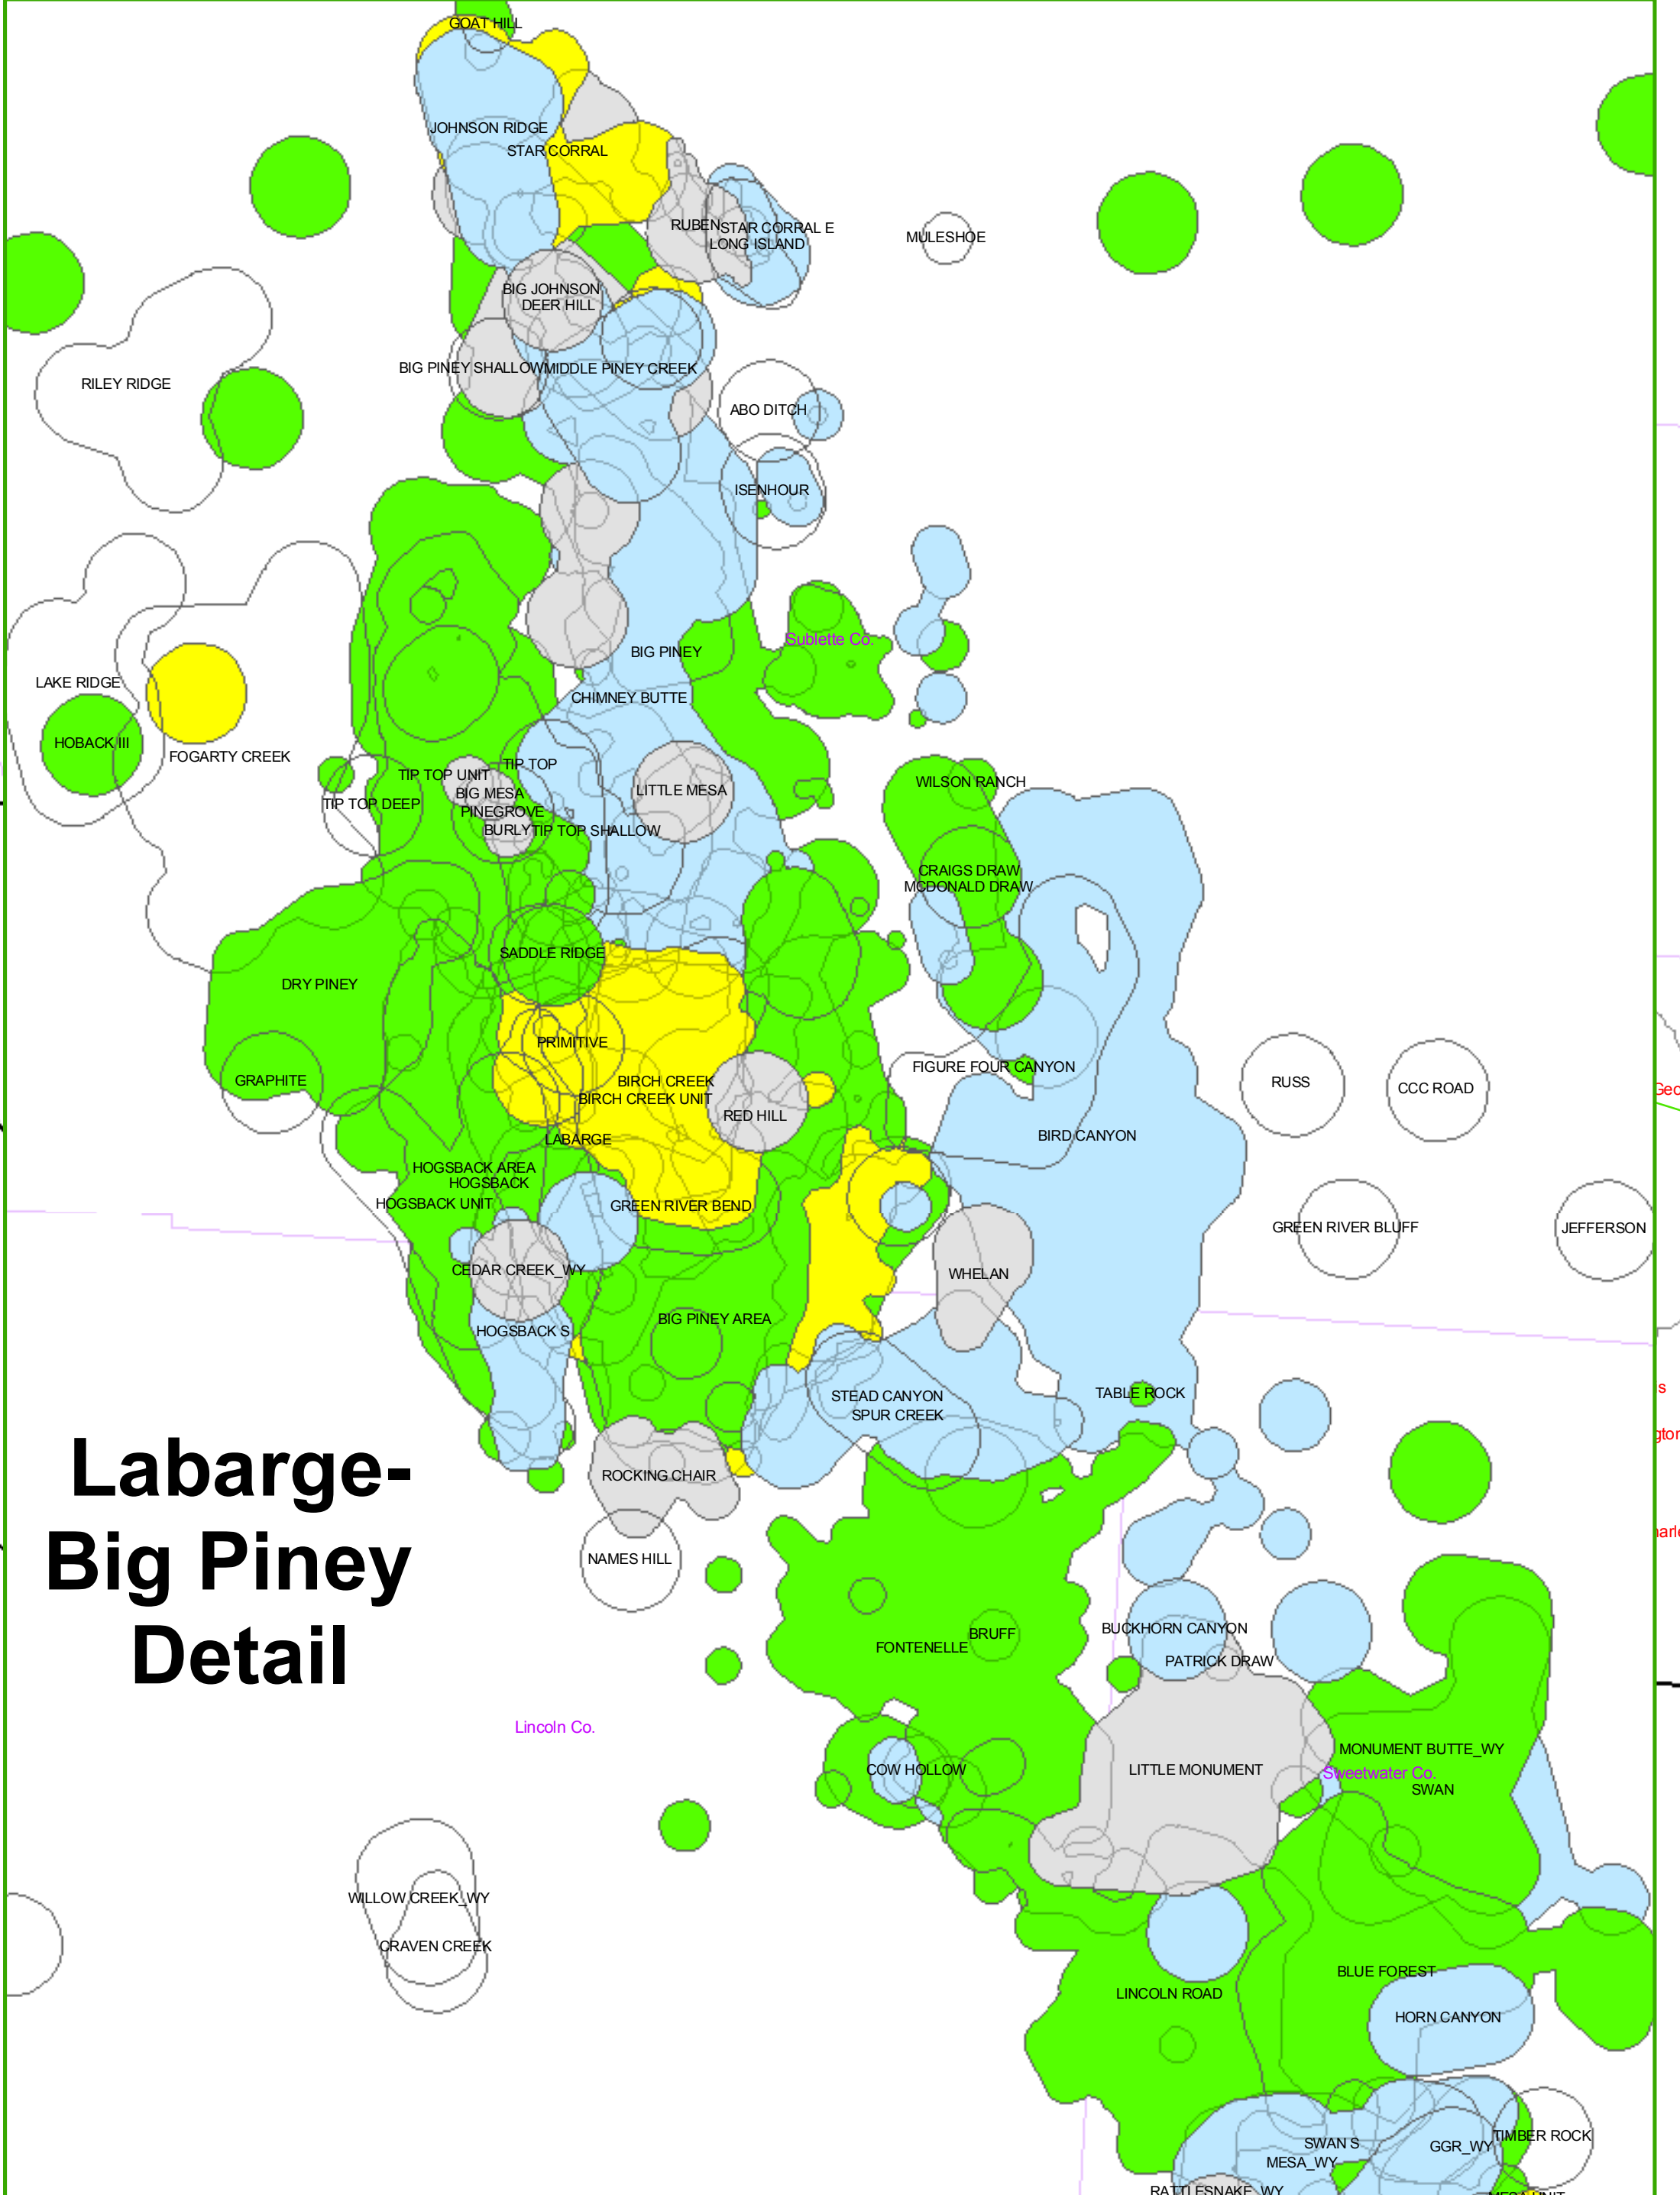 GOAT HILL
JOHNSON RIDGE
STAR CORRAL
RUBEN
STAR CORRAL E
LONG ISLAND
MULESHOE
BIG JOHNSON
DEER HILL
BIG PINEY SHALLOW
MIDDLE PINEY CREEK
RILEY RIDGE
ABO DITCH
ISENHOUR
Sublette Co.
BIG PINEY
LAKE RIDGE
CHIMNEY BUTTE
HOBACK III
FOGARTY CREEK
TIP TOP
TIP TOP UNIT
WILSON RANCH
BIG MESA
LITTLE MESA
TIP TOP DEEP
PINEGROVE
BURLY
TIP TOP SHALLOW
CRAIGS DRAW
MCDONALD DRAW
SADDLE RIDGE
DRY PINEY
PRIMITIVE
FIGURE FOUR CANYON
GRAPHITE
BIRCH CREEK
RUSS
CCC ROAD
BIRCH CREEK UNIT
RED HILL
LABARGE
BIRD CANYON
HOGSBACK AREA
HOGSBACK
HOGSBACK UNIT
GREEN RIVER BEND
GREEN RIVER BLUFF
JEFFERSON
CEDAR CREEK_WY
WHELAN
BIG PINEY AREA
HOGSBACK S
STEAD CANYON
TABLE ROCK
SPUR CREEK
Labarge-
Big Piney
Detail
ROCKING CHAIR
NAMES HILL
BUCKHORN CANYON
BRUFF
FONTENELLE
PATRICK DRAW
Lincoln Co.
MONUMENT BUTTE_WY
COW HOLLOW
LITTLE MONUMENT
Sweetwater Co.
SWAN
WILLOW CREEK_WY
CRAVEN CREEK
BLUE FOREST
LINCOLN ROAD
HORN CANYON
TIMBER ROCK
SWAN S
GGR_WY
MESA_WY
RATTLESNAKE_WY
MESA UNIT